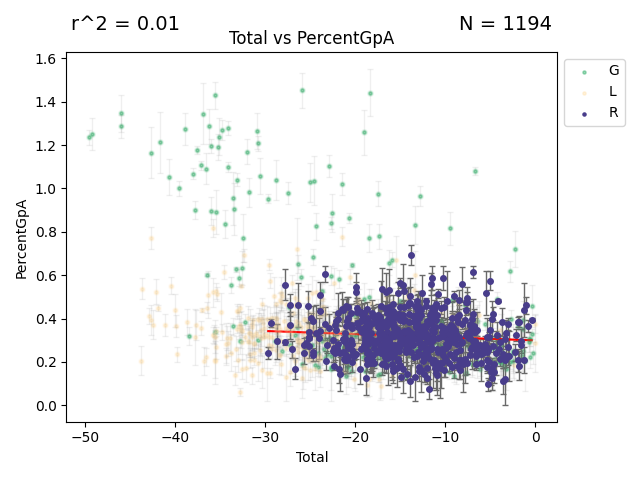 r^2 = 0.01
N = 1194
Total vs PercentGpA
G
L
R
1.6
1.4
1.2
1.0
0.8
0.6
0.4
0.2
0.0
PercentGpA
−50
−40
−30
−20
−10
0
Total